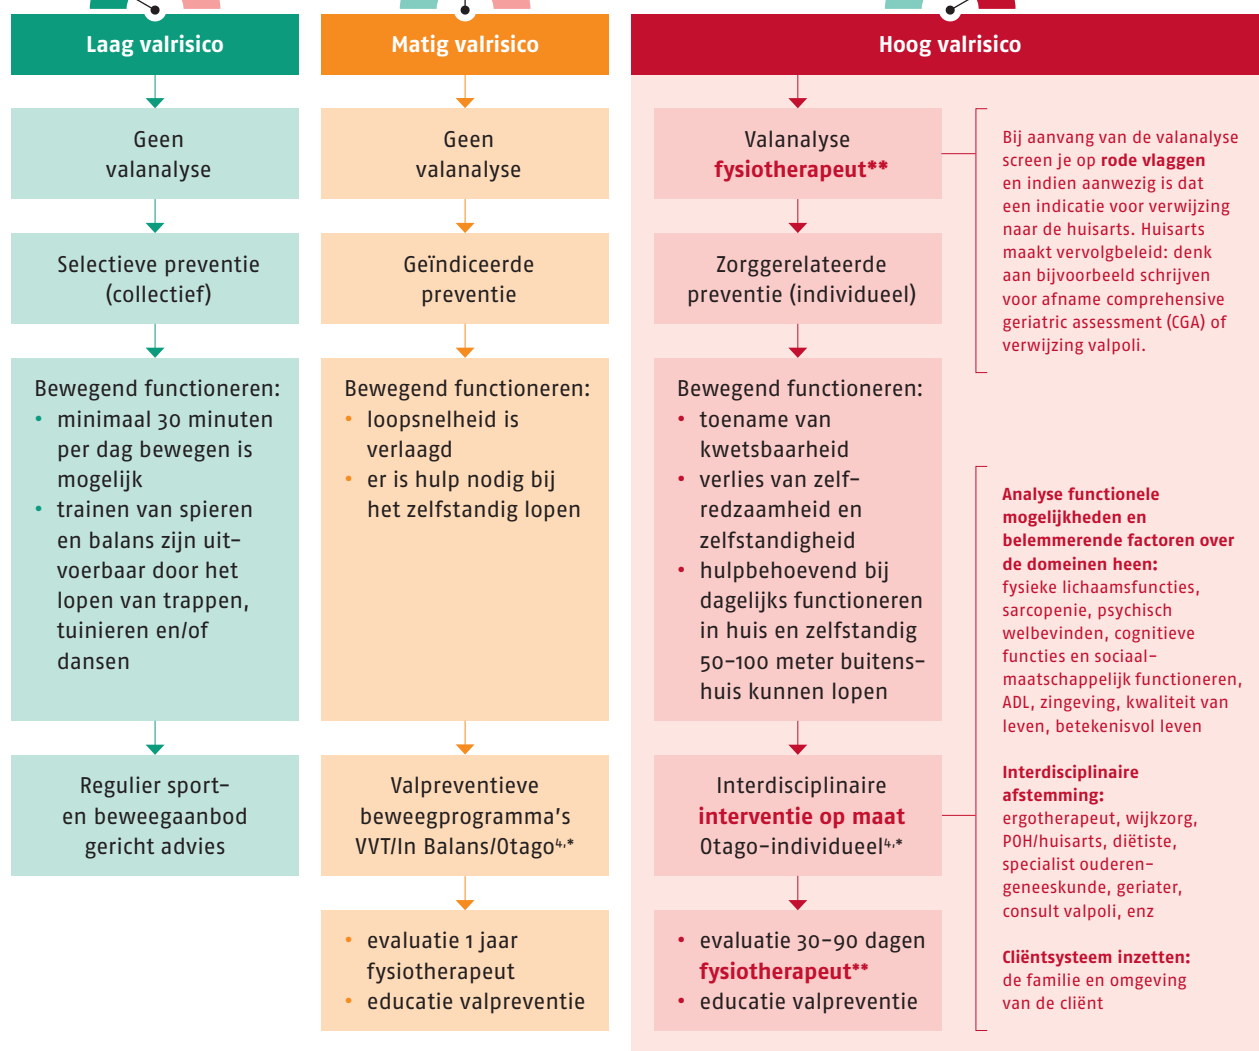 Laag valrisico
Geen
valanalyse
Selectieve preventie
(collectief)
Bewegend functioneren:
• minimaal 30 minuten
per dag bewegen is
mogelijk
• trainen van spieren
en balans zijn uit-
voerbaar door het
lopen van trappen,
tuinieren en/of
dansen
Regulier sport-
en beweegaanbod
gericht advies
Matig valrisico
Geen
valanalyse
Geïndiceerde
preventie
Bewegend functioneren:
• loopsnelheid is
verlaagd
• er is hulp nodig bij
het zelfstandig lopen
Valpreventieve
beweegprogramma's
VVT/In Balans/Otago⁴,*
• evaluatie 1 jaar
fysiotherapeut
• educatie valpreventie
Hoog valrisico
Valanalyse
fysiotherapeut**
Zorggerelateerde
preventie (individueel)
Bewegend functioneren:
• toename van
kwetsbaarheid
• verlies van zelf-
redzaamheid en
zelfstandigheid
• hulpbehoevend bij
dagelijks functioneren
in huis en zelfstandig
50-100 meter buitens-
huis kunnen lopen
Interdisciplinaire
interventie op maat
Otago-individueel⁴,*
• evaluatie 30-90 dagen
fysiotherapeut**
• educatie valpreventie
Bij aanvang van de valanalyse
screen je op rode vlaggen
en indien aanwezig is dat
een indicatie voor verwijzing
naar de huisarts. Huisarts
maakt vervolgbeleid: denk
aan bijvoorbeeld schrijven
voor afname comprehensive
geriatric assessment (CGA) of
verwijzing valpoli.
Analyse functionele
mogelijkheden en
belemmerende factoren over
de domeinen heen:
fysieke lichaamsfuncties,
sarcopenie, psychisch
welbevinden, cognitieve
functies en sociaal-
maatschappelijk functioneren,
ADL, zingeving, kwaliteit van
leven, betekenisvol leven
Interdisciplinaire
afstemming:
ergotherapeut, wijkzorg,
POH/huisarts, diëtiste,
specialist ouderen-
geneeskunde, geriater,
consult valpoli, enz
Cliëntsysteem inzetten:
de familie en omgeving
van de cliënt